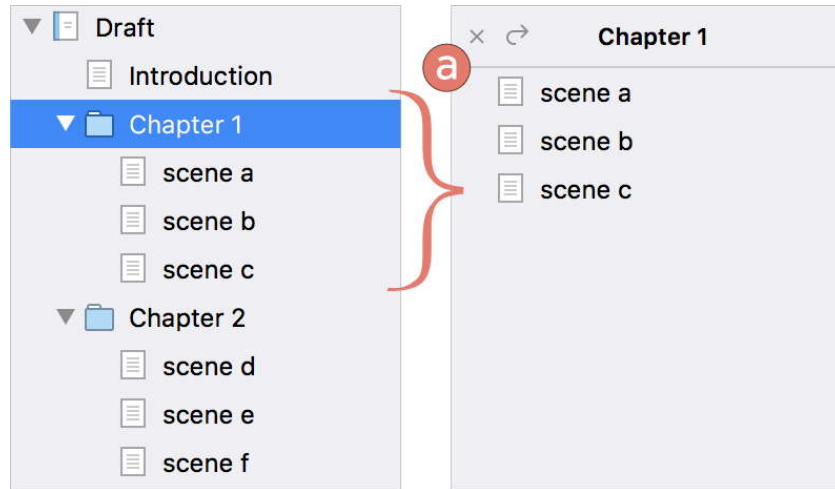 Draft
Introduction
Chapter 1
scene a
scene b
scene c
Chapter 2
scene d
scene e
scene f
a
Chapter 1
scene a
scene b
scene c